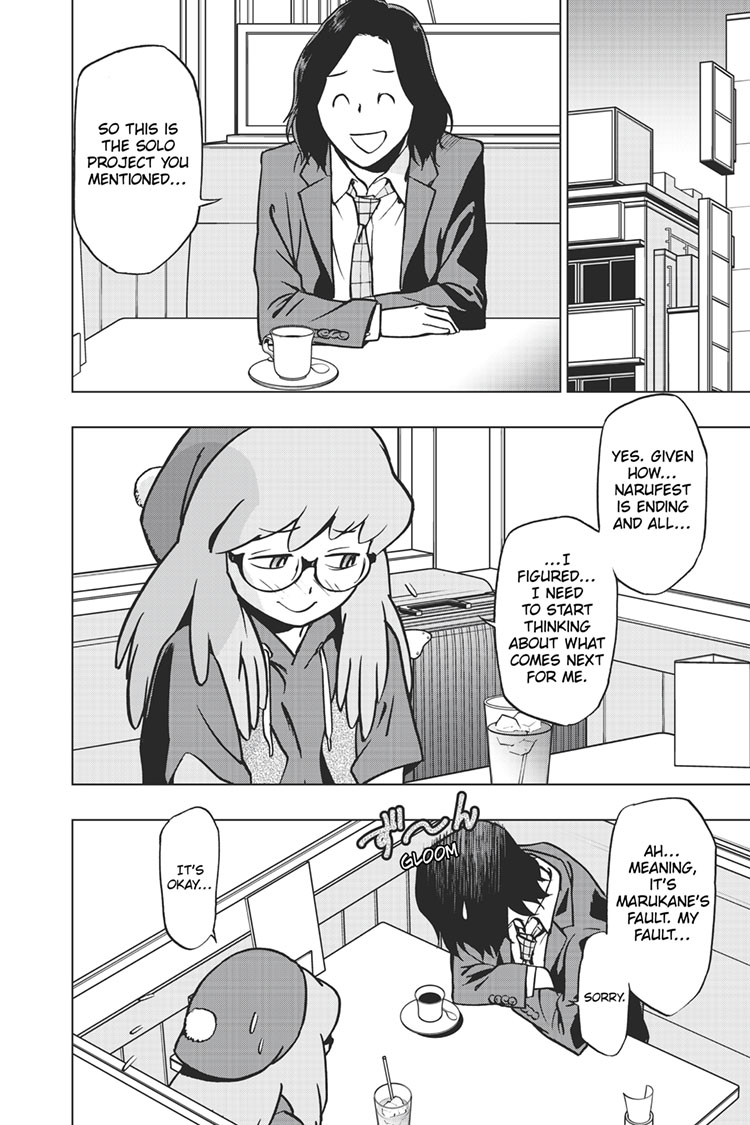 SO THIS IS
THE SOLO
PROJECT YOU
MENTIONED...
YES. GIVEN
HOW...
NARUFEST
IS ENDING
AND ALL...
...I
FIGURED...
I NEED
TO START
THINKING
ABOUT WHAT
COMES NEXT
FOR ME.
ず〜ん
GLOOM
AH...
MEANING,
IT'S
MARUKANE'S
FAULT. MY
FAULT...
SORRY.
IT'S
OKAY...